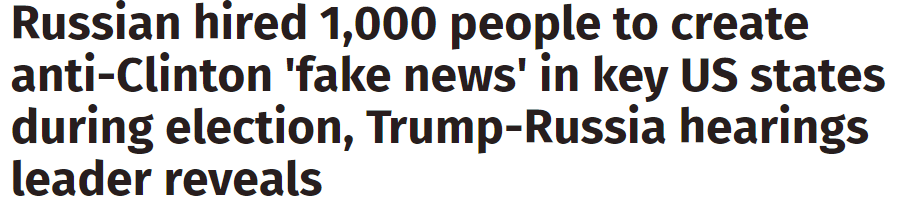 Russian hired 1,000 people to create
anti-Clinton 'fake news' in key US states
during election, Trump-Russia hearings
leader reveals